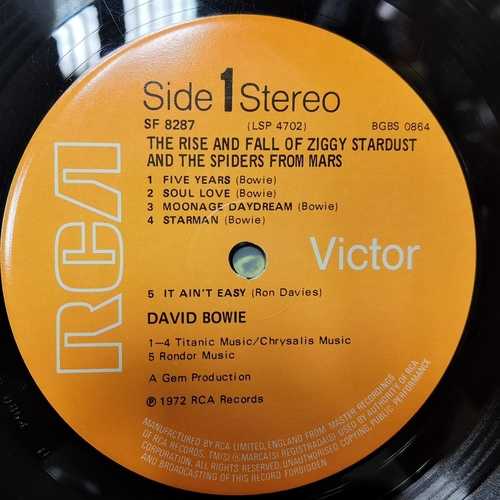 Side 1 Stereo
SF 8287 (LSP 4702) BGBS 0864
THE RISE AND FALL OF ZIGGY STARDUST
AND THE SPIDERS FROM MARS
1 FIVE YEARS (Bowie)
2 SOUL LOVE (Bowie)
3 MOONAGE DAYDREAM (Bowie)
4 STARMAN (Bowie)
RCA Victor
5 IT AIN'T EASY (Ron Davies)
DAVID BOWIE
1–4 Titanic Music/Chrysalis Music
5 Rondor Music
A Gem Production
℗ 1972 RCA Records
MANUFACTURED BY RCA LIMITED, ENGLAND FROM MASTER RECORDINGS
OF RCA RECORDS, TM(S) ® MARCA(S) REGISTRADA(S) USED BY AUTHORITY OF RCA
CORPORATION. ALL RIGHTS RESERVED. UNAUTHORISED COPYING, PUBLIC PERFORMANCE,
AND BROADCASTING OF THIS RECORD FORBIDDEN